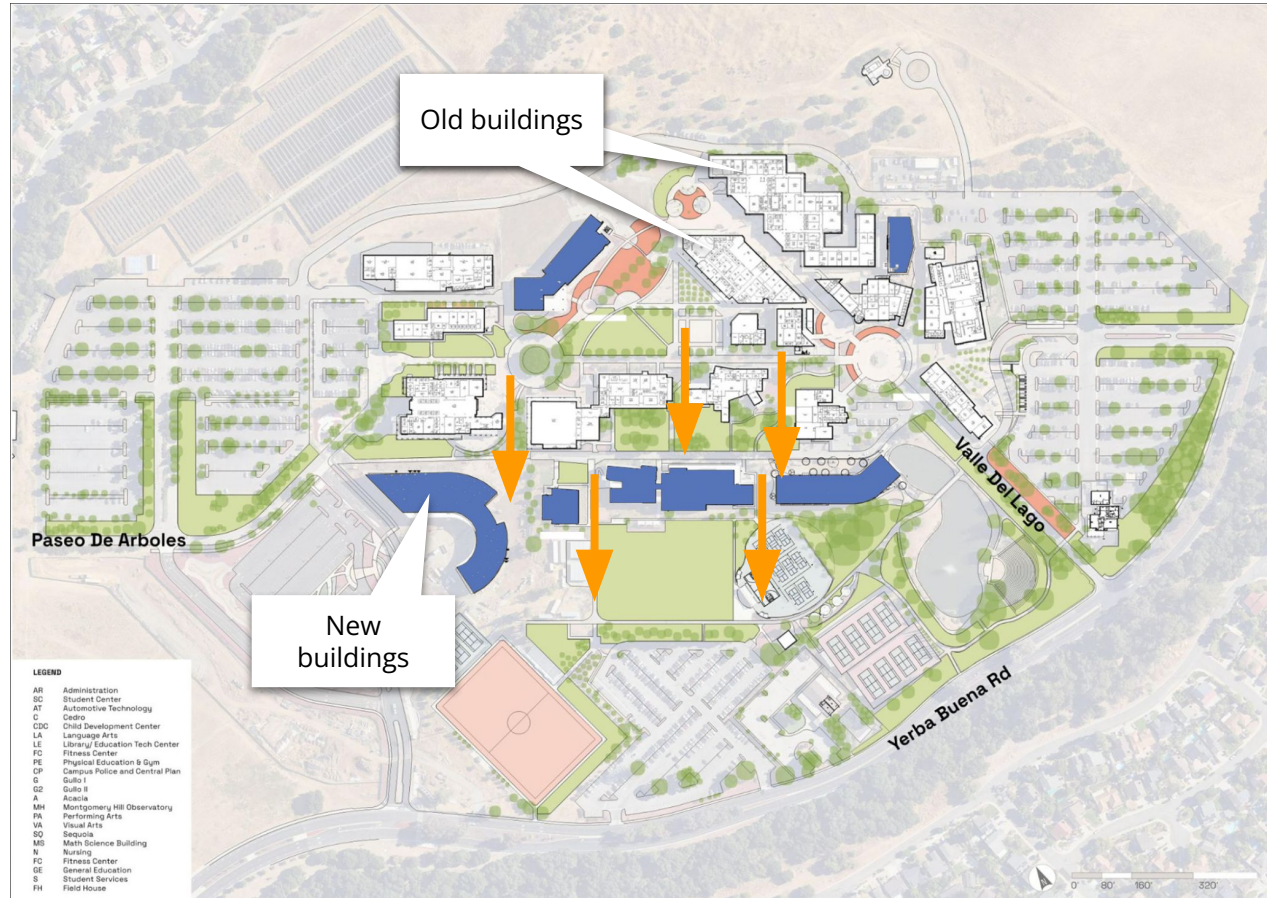 Old buildings
Valle Del Lago
Paseo De Arboles
New
buildings
Yerba Buena Rd
LEGEND
AR Administration
SC Student Center
AT Automotive Technology
C Cedro
CDC Child Development Center
LA Language Arts
LE Library/ Education Tech Center
FC Fitness Center
PE Physical Education & Gym
CP Campus Police and Central Plan
G Gullo I
G2 Gullo II
A Acacia
MH Montgomery Hill Observatory
PA Performing Arts
VA Visual Arts
SQ Sequoia
MS Math Science Building
N Nursing
FC Fitness Center
GE General Education
S Student Services
FH Field House
0' 80' 160' 320'